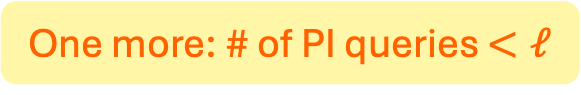 One more: # of PI queries < ℓ